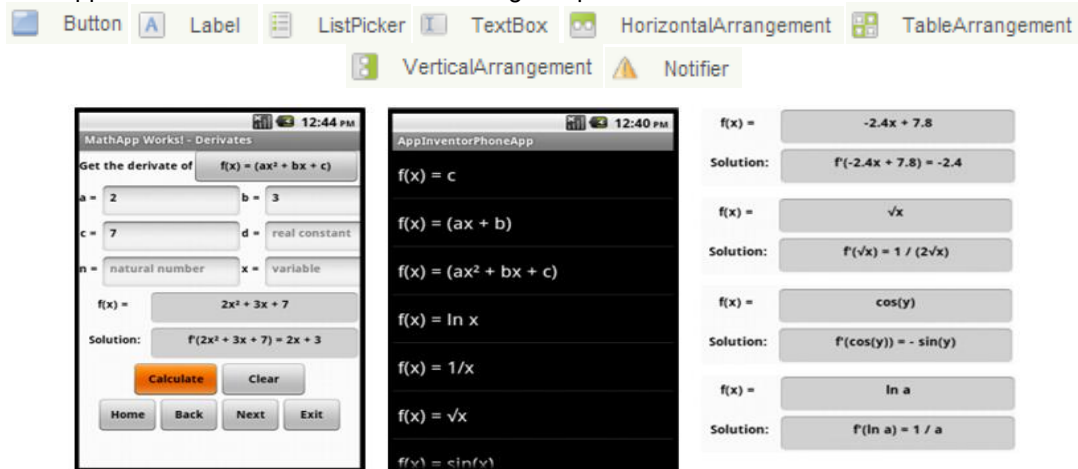 Button Label ListPicker TextBox HorizontalArrangement TableArrangement
VerticalArrangement Notifier
12:44 PM
MathApp Works! - Derivates
Get the derivate of f(x) = (ax² + bx + c)
a = 2 b = 3
c = 7 d = real constant
n = natural number x = variable
f(x) = 2x² + 3x + 7
Solution: f'(2x² + 3x + 7) = 2x + 3
Calculate Clear
Home Back Next Exit
12:40 PM
AppInventorPhoneApp
f(x) = c
f(x) = (ax + b)
f(x) = (ax² + bx + c)
f(x) = ln x
f(x) = 1/x
f(x) = √x
f(x) = sin(x)
f(x) = -2.4x + 7.8
Solution: f'(-2.4x + 7.8) = -2.4
f(x) = √x
Solution: f'(√x) = 1 / (2√x)
f(x) = cos(y)
Solution: f'(cos(y)) = - sin(y)
f(x) = ln a
Solution: f'(ln a) = 1 / a